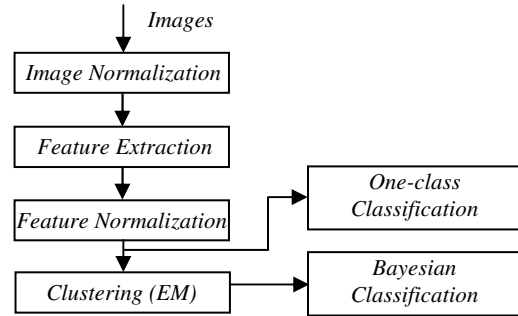 Images
Image Normalization
Feature Extraction
One-class
Classification
Feature Normalization
Bayesian
Classification
Clustering (EM)